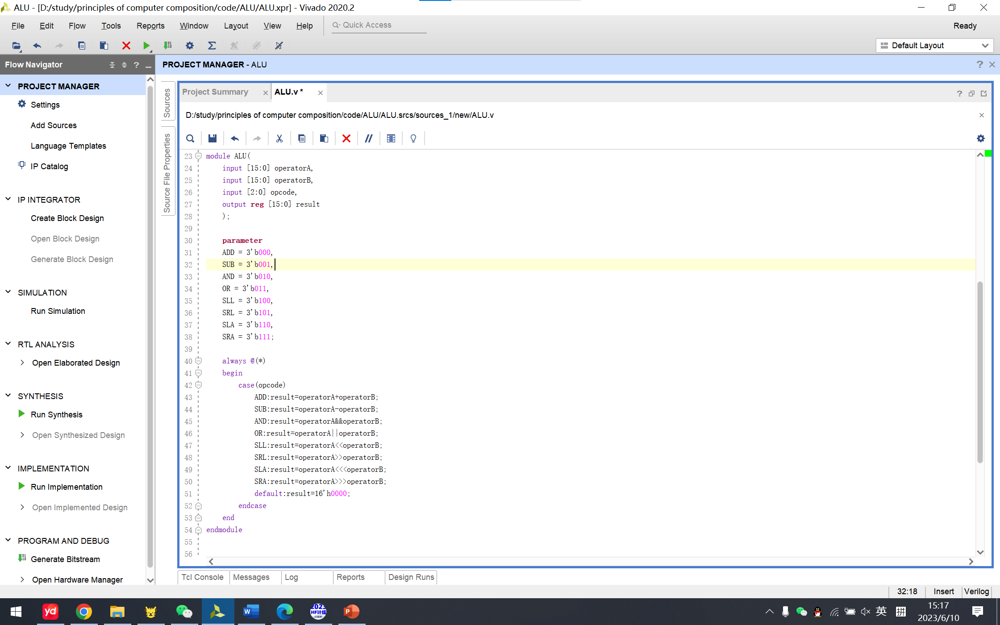 ALU - [D:/study/principles of computer composition/code/ALU/ALU.xpr] - Vivado 2020.2
File Edit Flow Tools Reports Window Layout View Help Quick Access Ready
Default Layout
Flow Navigator
PROJECT MANAGER - ALU
PROJECT MANAGER
Settings
Add Sources
Language Templates
IP Catalog
IP INTEGRATOR
Create Block Design
Open Block Design
Generate Block Design
SIMULATION
Run Simulation
RTL ANALYSIS
Open Elaborated Design
SYNTHESIS
Run Synthesis
Open Synthesized Design
IMPLEMENTATION
Run Implementation
Open Implemented Design
PROGRAM AND DEBUG
Generate Bitstream
Open Hardware Manager
Sources
Source File Properties
Project Summary ALU.v *
D:/study/principles of computer composition/code/ALU/ALU.srcs/sources_1/new/ALU.v
23 module ALU(
24 input [15:0] operatorA,
25 input [15:0] operatorB,
26 input [2:0] opcode,
27 output reg [15:0] result
28 );
29
30 parameter
31 ADD = 3'b000,
32 SUB = 3'b001,
33 AND = 3'b010,
34 OR = 3'b011,
35 SLL = 3'b100,
36 SRL = 3'b101,
37 SLA = 3'b110,
38 SRA = 3'b111;
39
40 always @(*)
41 begin
42 case(opcode)
43 ADD:result=operatorA+operatorB;
44 SUB:result=operatorA-operatorB;
45 AND:result=operatorA&&operatorB;
46 OR:result=operatorA||operatorB;
47 SLL:result=operatorA<<operatorB;
48 SRL:result=operatorA>>operatorB;
49 SLA:result=operatorA<<<operatorB;
50 SRA:result=operatorA>>>operatorB;
51 default:result=16'h0000;
52 endcase
53 end
54 endmodule
55
56
Tcl Console Messages Log Reports Design Runs
32:18 Insert Verilog
yd
2023
HF计组
英 拼
15:17
2023/6/10